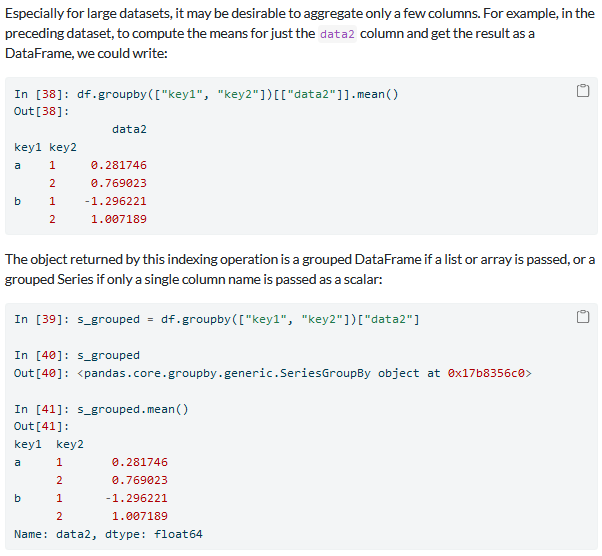 Especially for large datasets, it may be desirable to aggregate only a few columns. For example, in the
preceding dataset, to compute the means for just the data2 column and get the result as a
DataFrame, we could write:
In [38]: df.groupby(["key1", "key2"])[["data2"]].mean()
Out[38]:
              data2
key1 key2
a    1     0.281746
     2     0.769023
b    1    -1.296221
     2     1.007189
The object returned by this indexing operation is a grouped DataFrame if a list or array is passed, or a
grouped Series if only a single column name is passed as a scalar:
In [39]: s_grouped = df.groupby(["key1", "key2"])["data2"]
In [40]: s_grouped
Out[40]: <pandas.core.groupby.generic.SeriesGroupBy object at 0x17b8356c0>
In [41]: s_grouped.mean()
Out[41]:
key1  key2
a     1       0.281746
      2       0.769023
b     1      -1.296221
      2       1.007189
Name: data2, dtype: float64